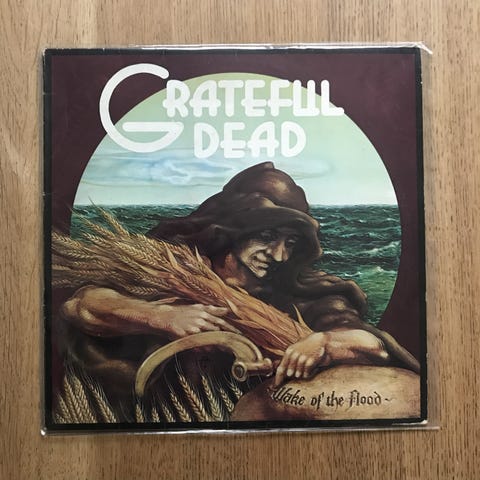 GRATEFUL
DEAD
Wake of the Flood